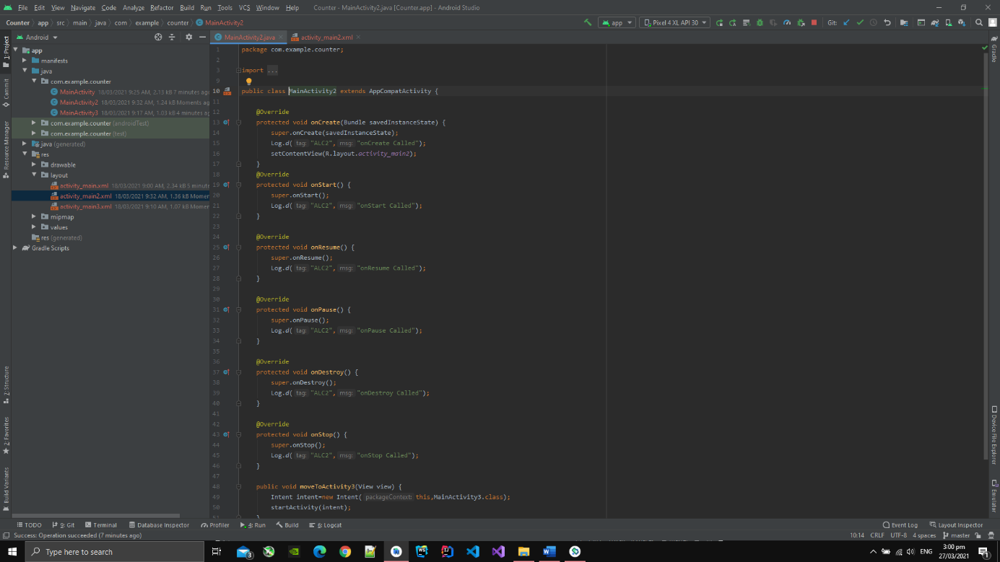 File Edit View Navigate Code Analyze Refactor Build Run Tools VCS Window Help Counter - MainActivity2.java [Counter.app] - Android Studio
Counter app src main java com example counter MainActivity2 app Pixel 4 XL API 30 Git:
Android
MainActivity2.java activity_main2.xml
1: Project
Commit
Resource Manager
Z: Structure
2: Favorites
Build Variants
app
manifests
java
com.example.counter
MainActivity 18/03/2021 9:25 AM, 2.15 kB 7 minutes ago
MainActivity2 18/03/2021 9:32 AM, 1.24 kB Moments ag
MainActivity3 18/03/2021 9:17 AM, 1.03 kB 4 minutes ag
com.example.counter (androidTest)
com.example.counter (test)
java (generated)
res
drawable
layout
activity_main.xml 18/03/2021 9:00 AM, 2.34 kB 5 minute
activity_main2.xml 18/03/2021 9:32 AM, 1.36 kB Momen
activity_main3.xml 18/03/2021 9:10 AM, 1.07 kB Momer
mipmap
values
res (generated)
Gradle Scripts
1 package com.example.counter;
2
3 import ...
9
10 public class MainActivity2 extends AppCompatActivity {
11
12 @Override
13 protected void onCreate(Bundle savedInstanceState) {
14 super.onCreate(savedInstanceState);
15 Log.d( tag: "ALC2", msg: "onCreate Called");
16 setContentView(R.layout.activity_main2);
17 }
18 @Override
19 protected void onStart() {
20 super.onStart();
21 Log.d( tag: "ALC2", msg: "onStart Called");
22 }
23
24 @Override
25 protected void onResume() {
26 super.onResume();
27 Log.d( tag: "ALC2", msg: "onResume Called");
28 }
29
30 @Override
31 protected void onPause() {
32 super.onPause();
33 Log.d( tag: "ALC2", msg: "onPause Called");
34 }
35
36 @Override
37 protected void onDestroy() {
38 super.onDestroy();
39 Log.d( tag: "ALC2", msg: "onDestroy Called");
40 }
41
42 @Override
43 protected void onStop() {
44 super.onStop();
45 Log.d( tag: "ALC2", msg: "onStop Called");
46 }
47
48 public void moveToActivity3(View view) {
49 Intent intent=new Intent( packageContext: this,MainActivity3.class);
50 startActivity(intent);
51 }
Gradle
Device File Explorer
Emulator
TODO 9: Git Terminal Database Inspector Profiler 4: Run Build 6: Logcat Event Log Layout Inspector
Success: Operation succeeded (7 minutes ago) 10:14 CRLF UTF-8 4 spaces master
Type here to search 3 ENG 3:00 pm
27/03/2021 1